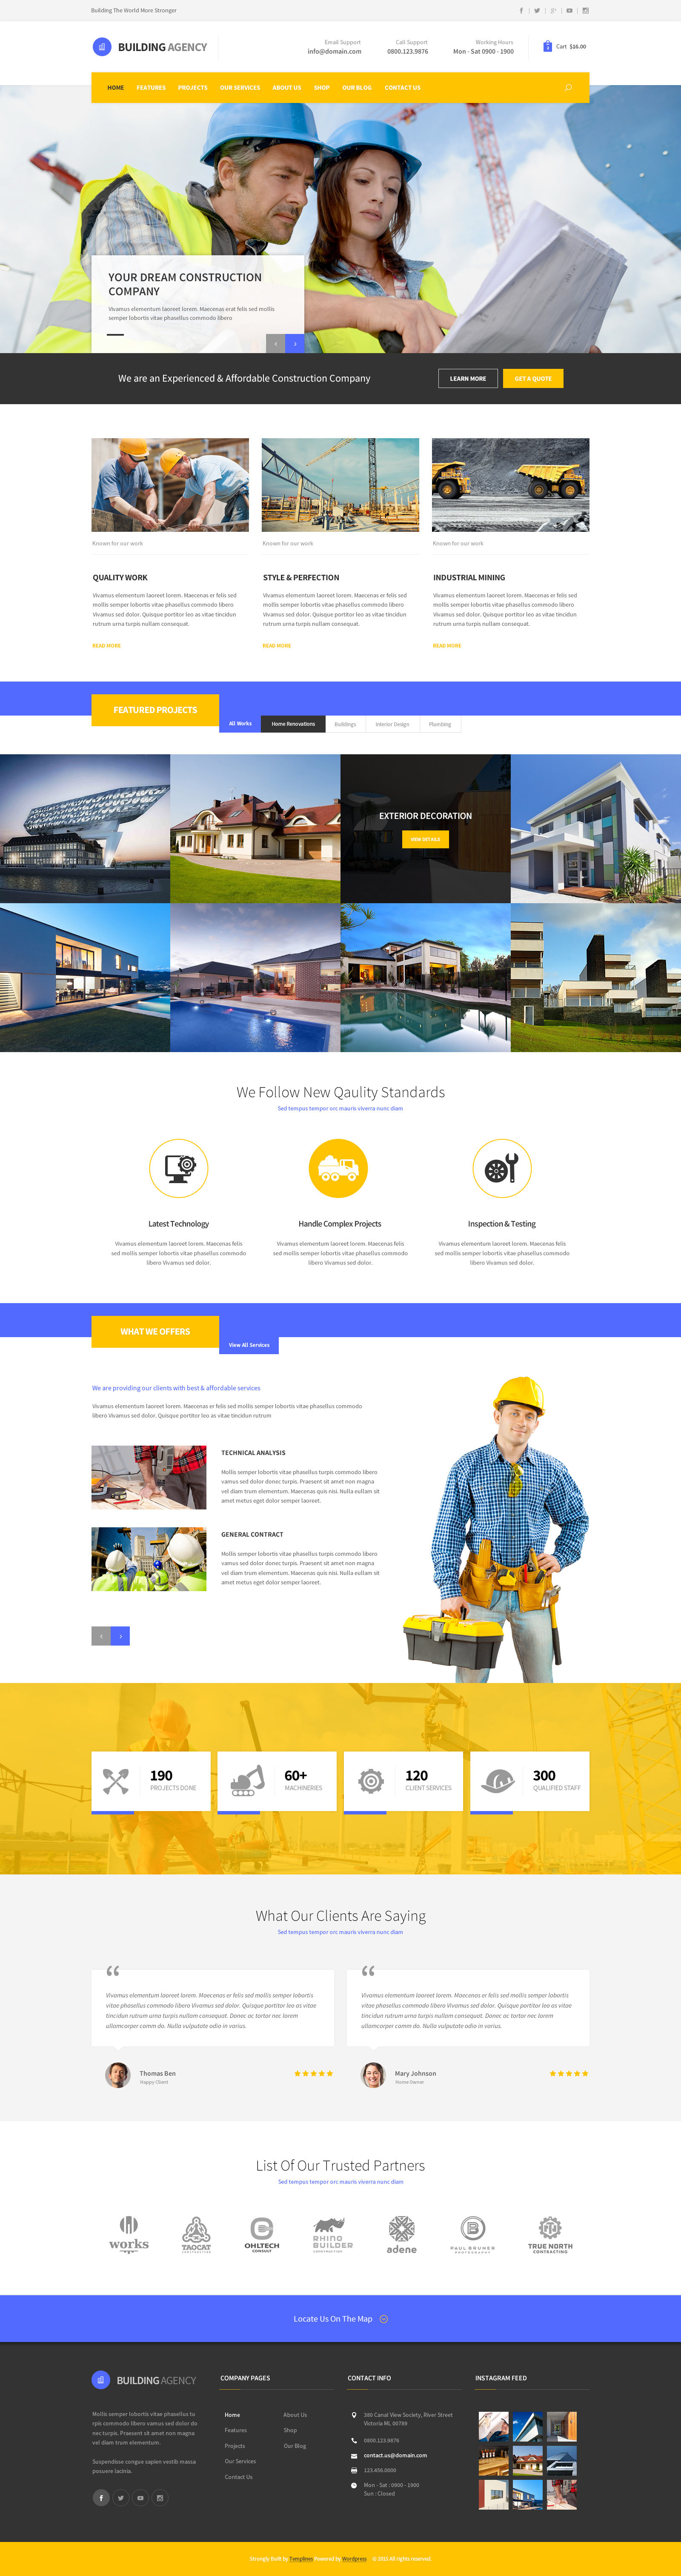 Building The World More Stronger
BUILDING AGENCY
Email Support
info@domain.com
Call Support
0800.123.9876
Working Hours
Mon - Sat 0900 - 1900
Cart $16.00
HOME FEATURES PROJECTS OUR SERVICES ABOUT US SHOP OUR BLOG CONTACT US
YOUR DREAM CONSTRUCTION
COMPANY
Vivamus elementum laoreet lorem. Maecenas erat felis sed mollis
semper lobortis vitae phasellus commodo libero
We are an Experienced & Affordable Construction Company
LEARN MORE
GET A QUOTE
Known for our work
QUALITY WORK
Vivamus elementum laoreet lorem. Maecenas er felis sed
mollis semper lobortis vitae phasellus commodo libero
Vivamus sed dolor. Quisque portitor leo as vitae tincidun
rutrum urna turpis nullam consequat.
READ MORE
Known for our work
STYLE & PERFECTION
Vivamus elementum laoreet lorem. Maecenas er felis sed
mollis semper lobortis vitae phasellus commodo libero
Vivamus sed dolor. Quisque portitor leo as vitae tincidun
rutrum urna turpis nullam consequat.
READ MORE
Known for our work
INDUSTRIAL MINING
Vivamus elementum laoreet lorem. Maecenas er felis sed
mollis semper lobortis vitae phasellus commodo libero
Vivamus sed dolor. Quisque portitor leo as vitae tincidun
rutrum urna turpis nullam consequat.
READ MORE
FEATURED PROJECTS
All Works Home Renovations Buildings Interior Design Plumbing
EXTERIOR DECORATION
VIEW DETAILS
We Follow New Qaulity Standards
Sed tempus tempor orc mauris viverra nunc diam
Latest Technology
Vivamus elementum laoreet lorem. Maecenas felis
sed mollis semper lobortis vitae phasellus commodo
libero Vivamus sed dolor.
Handle Complex Projects
Vivamus elementum laoreet lorem. Maecenas felis
sed mollis semper lobortis vitae phasellus commodo
libero Vivamus sed dolor.
Inspection & Testing
Vivamus elementum laoreet lorem. Maecenas felis
sed mollis semper lobortis vitae phasellus commodo
libero Vivamus sed dolor.
WHAT WE OFFERS
View All Services
We are providing our clients with best & affordable services
Vivamus elementum laoreet lorem. Maecenas er felis sed mollis semper lobortis vitae phasellus commodo
libero Vivamus sed dolor. Quisque portitor leo as vitae tincidun rutrum
TECHNICAL ANALYSIS
Mollis semper lobortis vitae phasellus turpis commodo libero
vamus sed dolor donec turpis. Praesent sit amet non magna
vel diam trum elementum. Maecenas quis nisi. Nulla eullam sit
amet metus eget dolor semper laoreet.
GENERAL CONTRACT
Mollis semper lobortis vitae phasellus turpis commodo libero
vamus sed dolor donec turpis. Praesent sit amet non magna
vel diam trum elementum. Maecenas quis nisi. Nulla eullam sit
amet metus eget dolor semper laoreet.
190
PROJECTS DONE
60+
MACHINERIES
120
CLIENT SERVICES
300
QUALIFIED STAFF
What Our Clients Are Saying
Sed tempus tempor orc mauris viverra nunc diam
Vivamus elementum laoreet lorem. Maecenas er felis sed mollis semper lobortis
vitae phasellus commodo libero Vivamus sed dolor. Quisque portitor leo as vitae
tincidun rutrum urna turpis nullam consequat. Donec ac tortor nec lorem
ullamcorper comm do. Nulla vulputate odio in varius.
Thomas Ben
Happy Client
Vivamus elementum laoreet lorem. Maecenas er felis sed mollis semper lobortis
vitae phasellus commodo libero Vivamus sed dolor. Quisque portitor leo as vitae
tincidun rutrum urna turpis nullam consequat. Donec ac tortor nec lorem
ullamcorper comm do. Nulla vulputate odio in varius.
Mary Johnson
Home Owner
List Of Our Trusted Partners
Sed tempus tempor orc mauris viverra nunc diam
works
TAOCAT
OHLTECH
CONSULT
RHINO
BUILDER
CONSTRUCTION
adene
PAUL BRUMER
PHOTOGRAPHY
TRUE NORTH
CONTRACTING
Locate Us On The Map
BUILDING AGENCY
Mollis semper lobortis vitae phasellus tu
rpis commodo libero vamus sed dolor do
nec turpis. Praesent sit amet non magna
vel diam trum elementum.
Suspendisse congue sapien vestib massa
posuere lacinia.
COMPANY PAGES
Home
Features
Projects
Our Services
Contact Us
About Us
Shop
Our Blog
CONTACT INFO
380 Canal View Society, River Street
Victoria MI, 00789
0800.123.9876
contact.us@domain.com
123.456.0000
Mon - Sat : 0900 - 1900
Sun : Closed
INSTAGRAM FEED
Strongly Built by Templines Powered by Wordpress © 2015 All rights reserved.